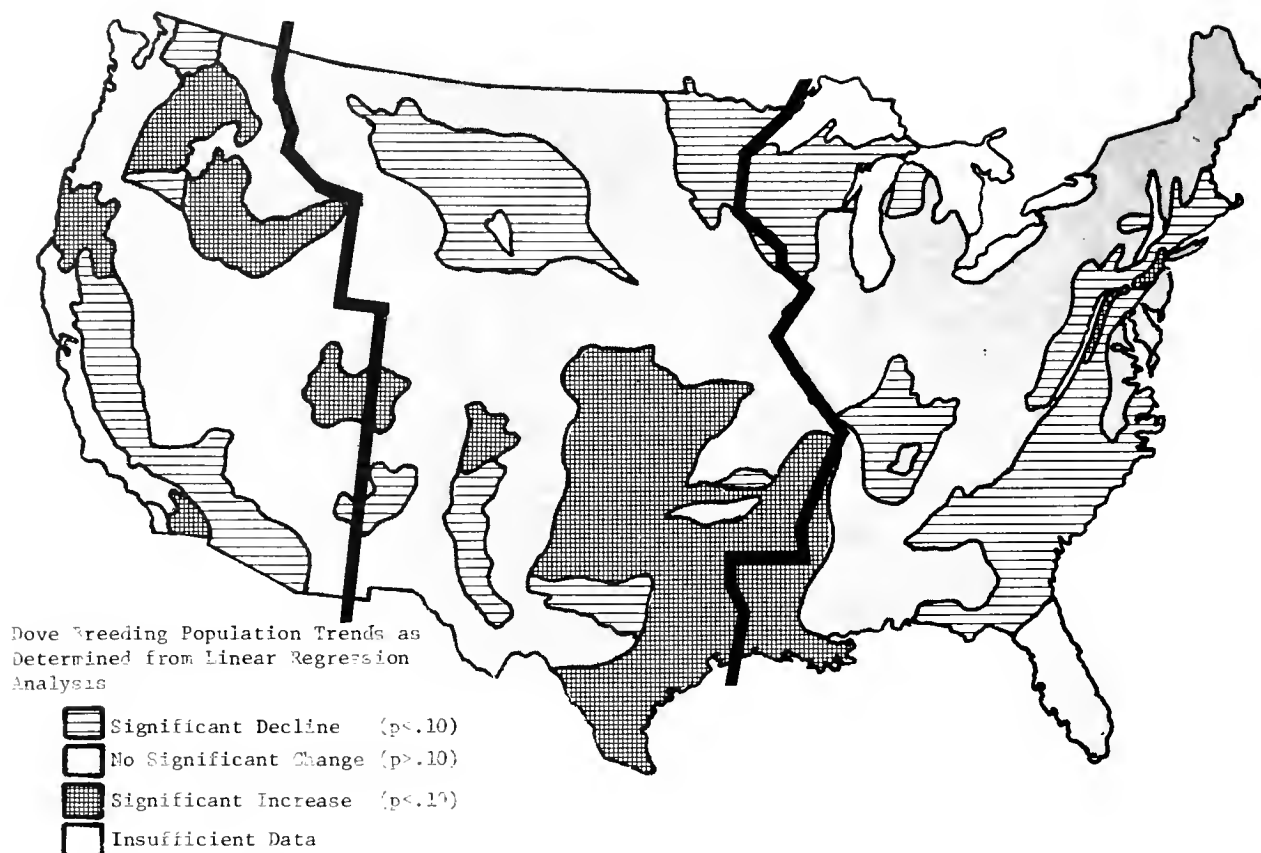 Dove Breeding Population Trends as
Determined from Linear Regression
Analysis
Significant Decline (p<.10)
No Significant Change (p>.10)
Significant Increase (p<.10)
Insufficient Data